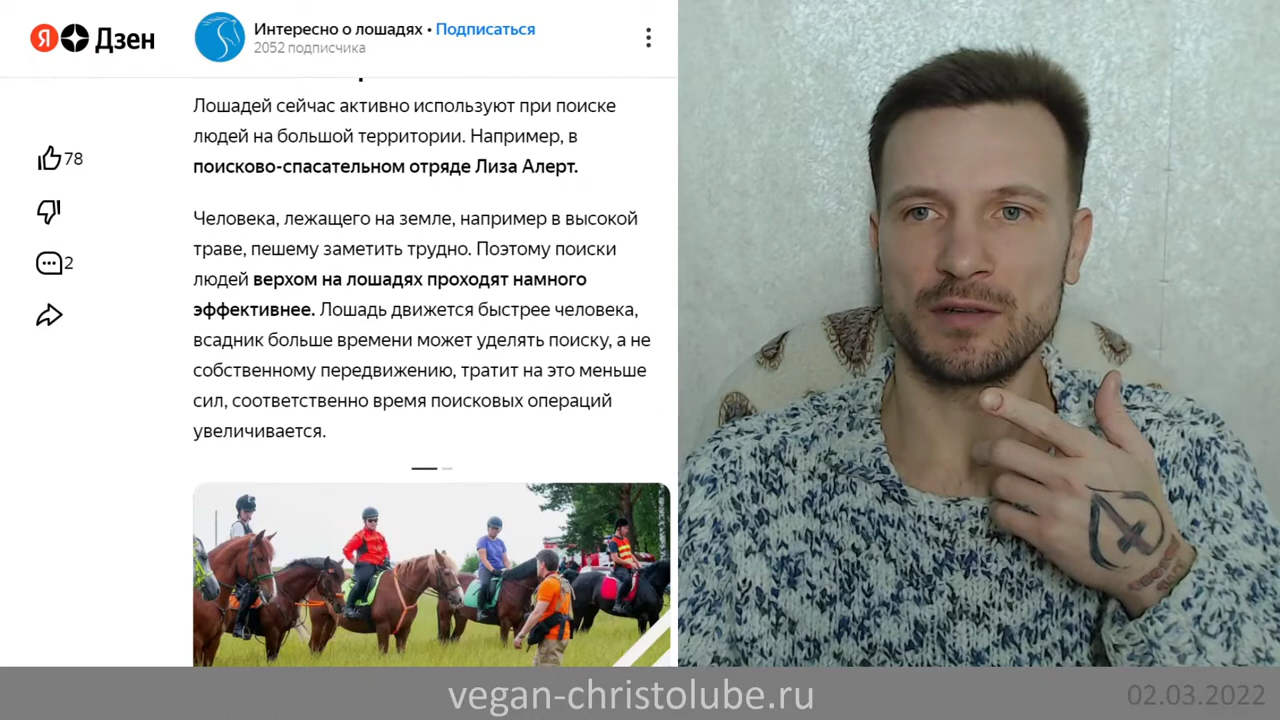 Я Дзен
Интересно о лошадях • Подписаться
2052 подписчика
Лошадей сейчас активно используют при поиске
людей на большой территории. Например, в
поисково-спасательном отряде Лиза Алерт.
78
Человека, лежащего на земле, например в высокой
траве, пешему заметить трудно. Поэтому поиски
2
людей верхом на лошадях проходят намного
эффективнее. Лошадь движется быстрее человека,
всадник больше времени может уделять поиску, а не
собственному передвижению, тратит на это меньше
сил, соответственно время поисковых операций
увеличивается.
vegan-christolube.ru
02.03.2022